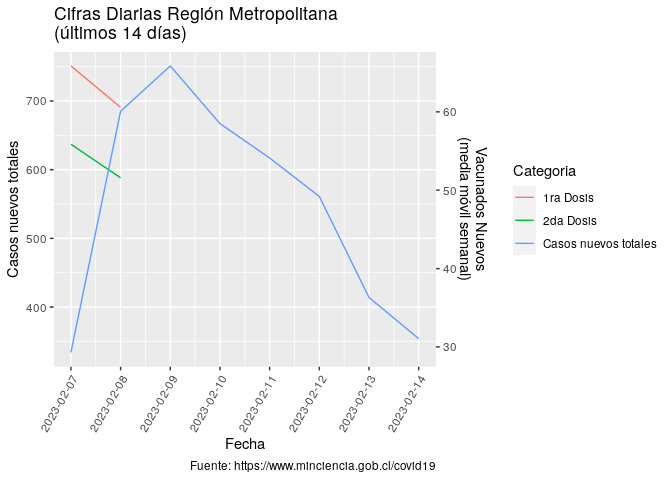 Cifras Diarias Región Metropolitana
(últimos 14 días)
Casos nuevos totales
700
600
500
400
60
50
40
30
Vacunados Nuevos
(media móvil semanal)
2023-02-07
2023-02-08
2023-02-09
2023-02-10
2023-02-11
2023-02-12
2023-02-13
2023-02-14
Fecha
Categoria
1ra Dosis
2da Dosis
Casos nuevos totales
Fuente: https://www.minciencia.gob.cl/covid19